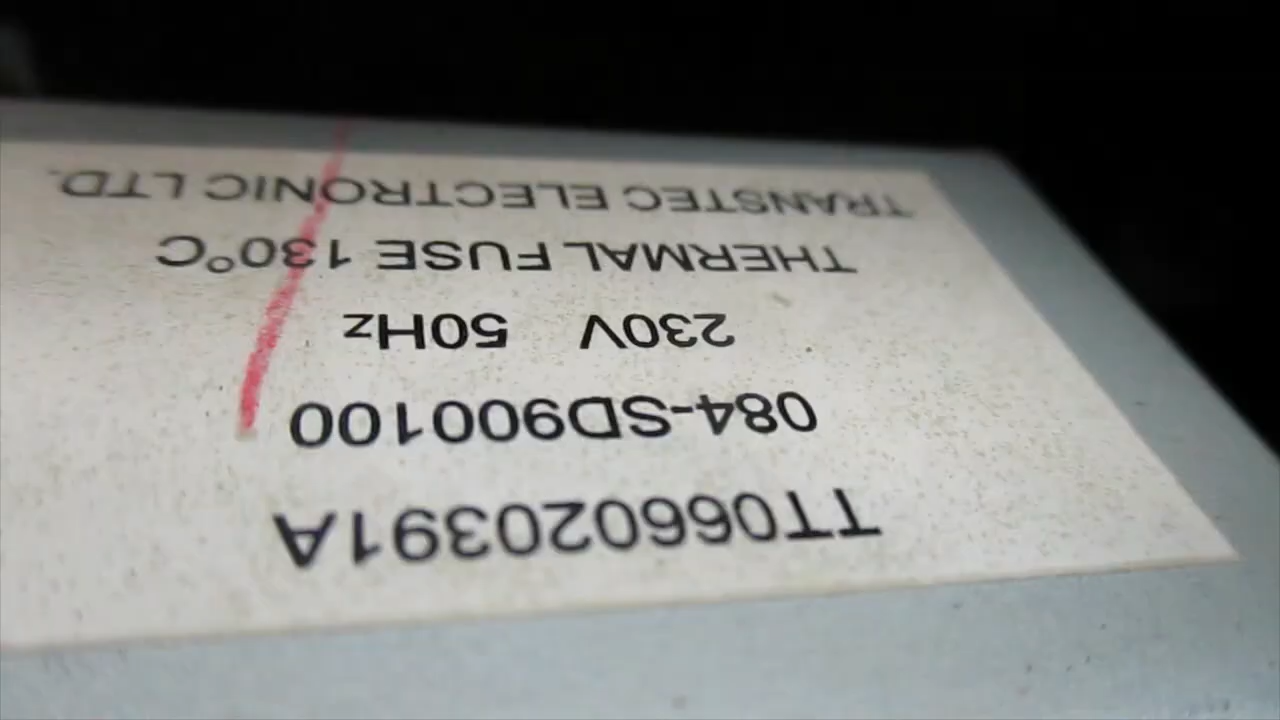 TT066020391A
084-SD900100
230V 50Hz
THERMAL FUSE 130°C
TRANSTEC ELECTRONIC LTD.